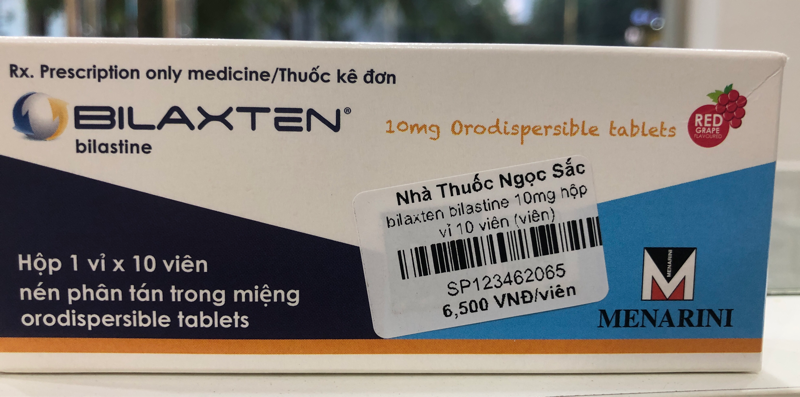 Rx. Prescription only medicine/Thuốc kê đơn
BILAXTEN®
bilastine
10mg Orodispersible tablets
RED
GRAPE
FLAVOURED
Nhà Thuốc Ngọc Sắc
bilaxten bilastine 10mg hộp
vỉ 10 viên (viên)
SP123462065
6,500 VNĐ/viên
Hộp 1 vỉ x 10 viên
nén phân tán trong miệng
orodispersible tablets
MENARINI
MENARINI